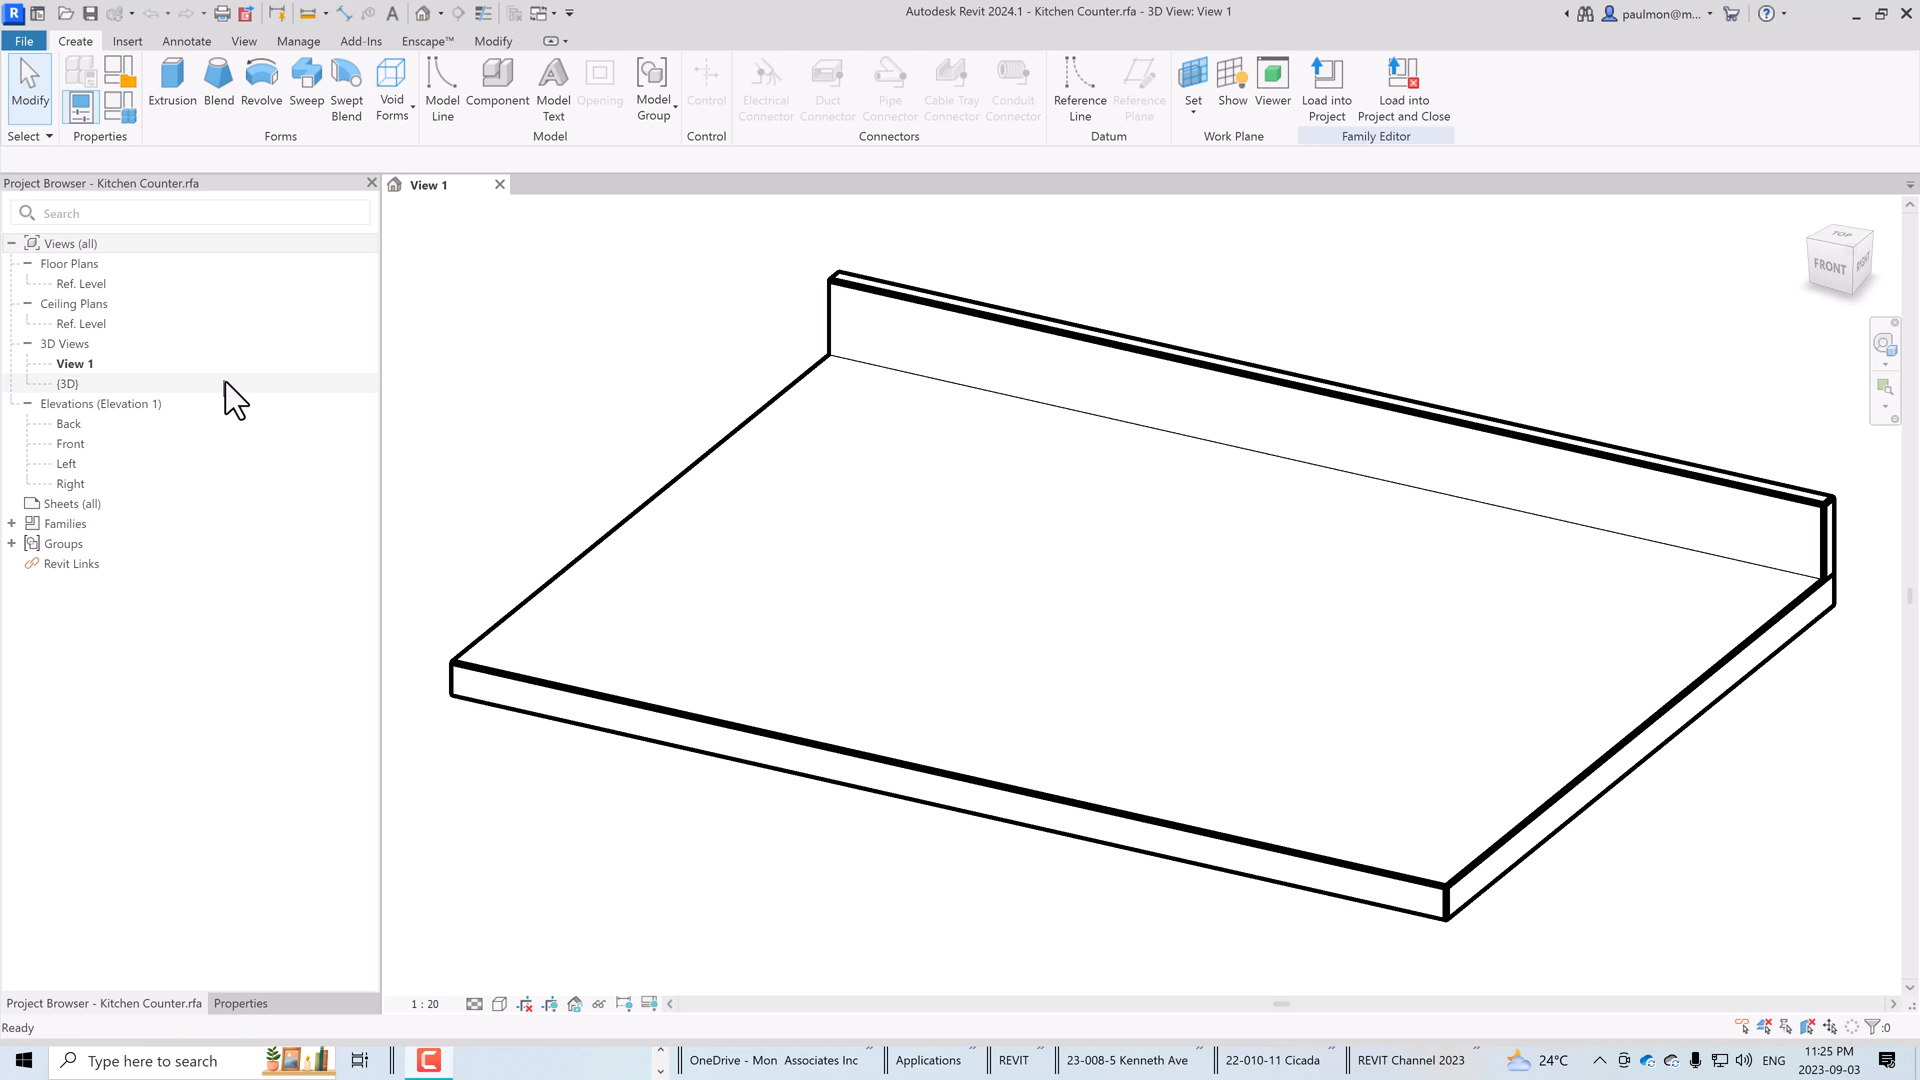 Autodesk Revit 2024.1 - Kitchen Counter.rfa - 3D View: View 1
paulmon@m...
File Create Insert Annotate View Manage Add-Ins Enscape™ Modify
Modify
Extrusion Blend Revolve Sweep Swept Blend Void Forms
Model Line Component Model Text Opening Model Group
Control
Electrical Connector Duct Connector Pipe Connector Cable Tray Connector Conduit Connector
Reference Line Reference Plane
Set Show Viewer
Load into Project Load into Project and Close
Select Properties Forms Model Control Connectors Datum Work Plane Family Editor
Project Browser - Kitchen Counter.rfa
View 1
Search
Views (all)
Floor Plans
Ref. Level
Ceiling Plans
Ref. Level
3D Views
View 1
{3D}
Elevations (Elevation 1)
Back
Front
Left
Right
Sheets (all)
Families
Groups
Revit Links
TOP
FRONT
RIGHT
Project Browser - Kitchen Counter.rfa Properties
1 : 20
Ready
:0
Type here to search
OneDrive - Mon Associates Inc
Applications
REVIT
23-008-5 Kenneth Ave
22-010-11 Cicada
REVIT Channel 2023
24°C
ENG
11:25 PM
2023-09-03